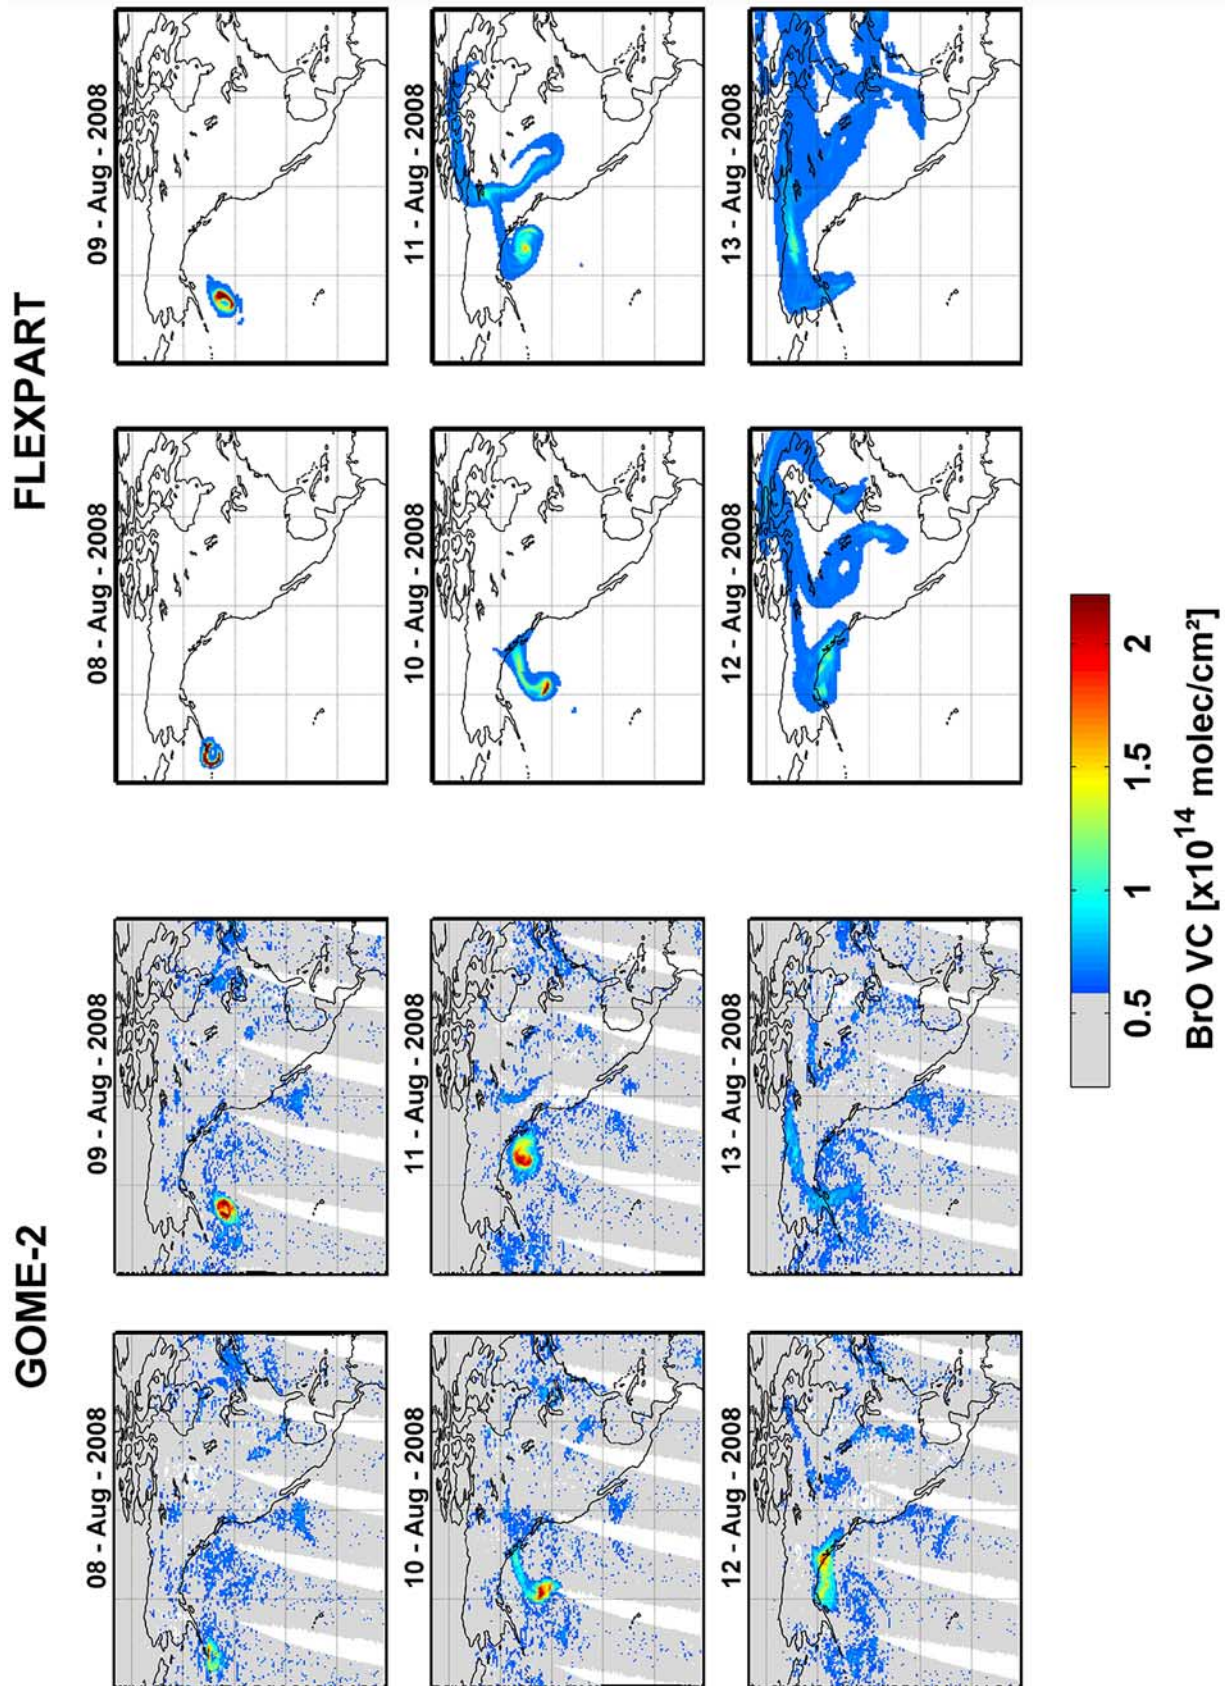 GOME-2
FLEXPART
08 - Aug - 2008
09 - Aug - 2008
08 - Aug - 2008
09 - Aug - 2008
10 - Aug - 2008
11 - Aug - 2008
10 - Aug - 2008
11 - Aug - 2008
12 - Aug - 2008
13 - Aug - 2008
12 - Aug - 2008
13 - Aug - 2008
0.5
1
1.5
2
BrO VC [x10¹⁴ molec/cm²]